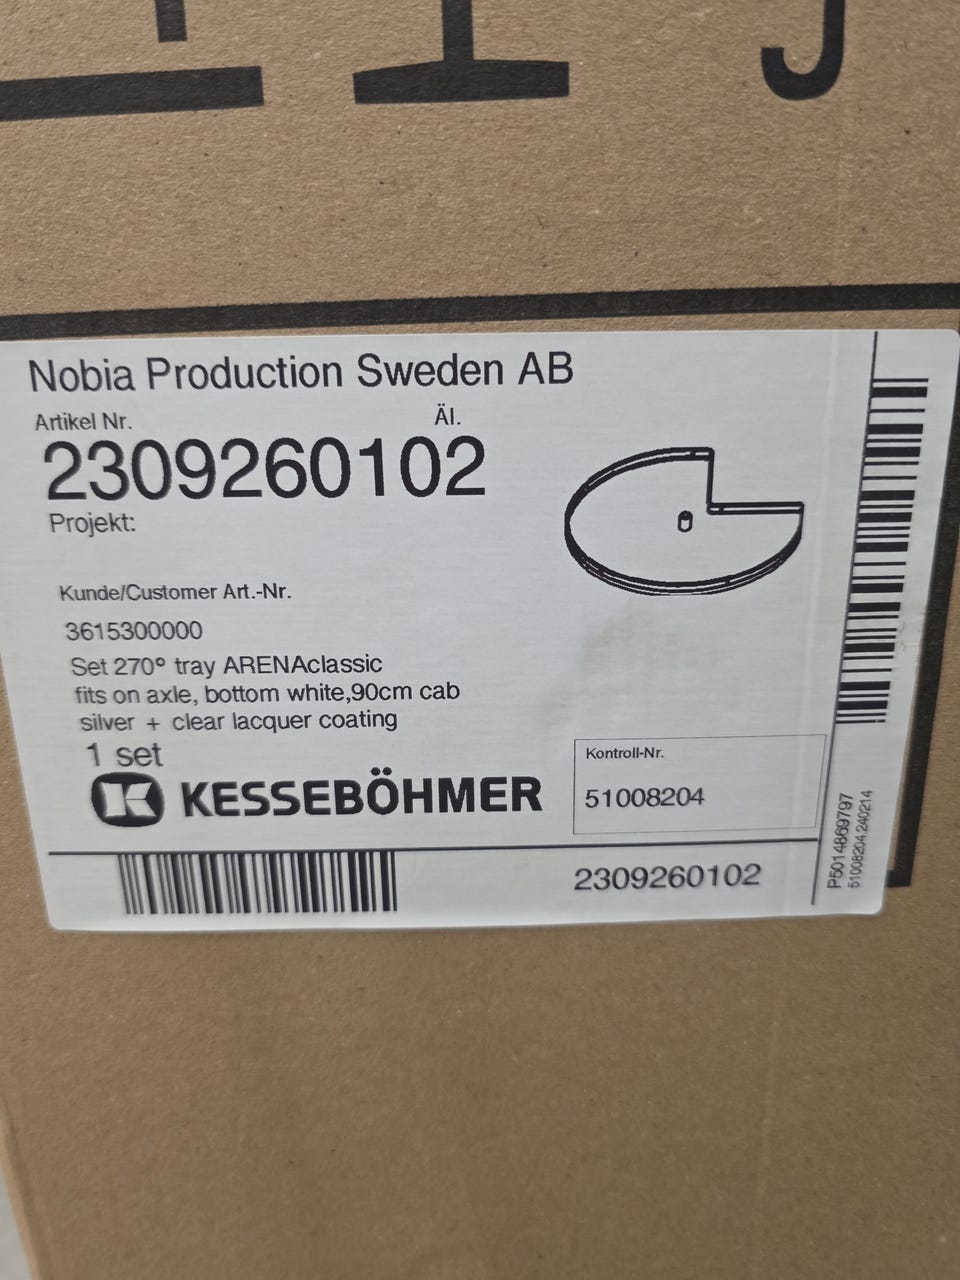 Nobia Production Sweden AB
Artikel Nr. Äl.
2309260102
Projekt:
Kunde/Customer Art.-Nr.
3615300000
Set 270° tray ARENAclassic
fits on axle, bottom white,90cm cab
silver + clear lacquer coating
1 set
KESSEBÖHMER
Kontroll-Nr.
51008204
2309260102
P5014869797
51008204.240214